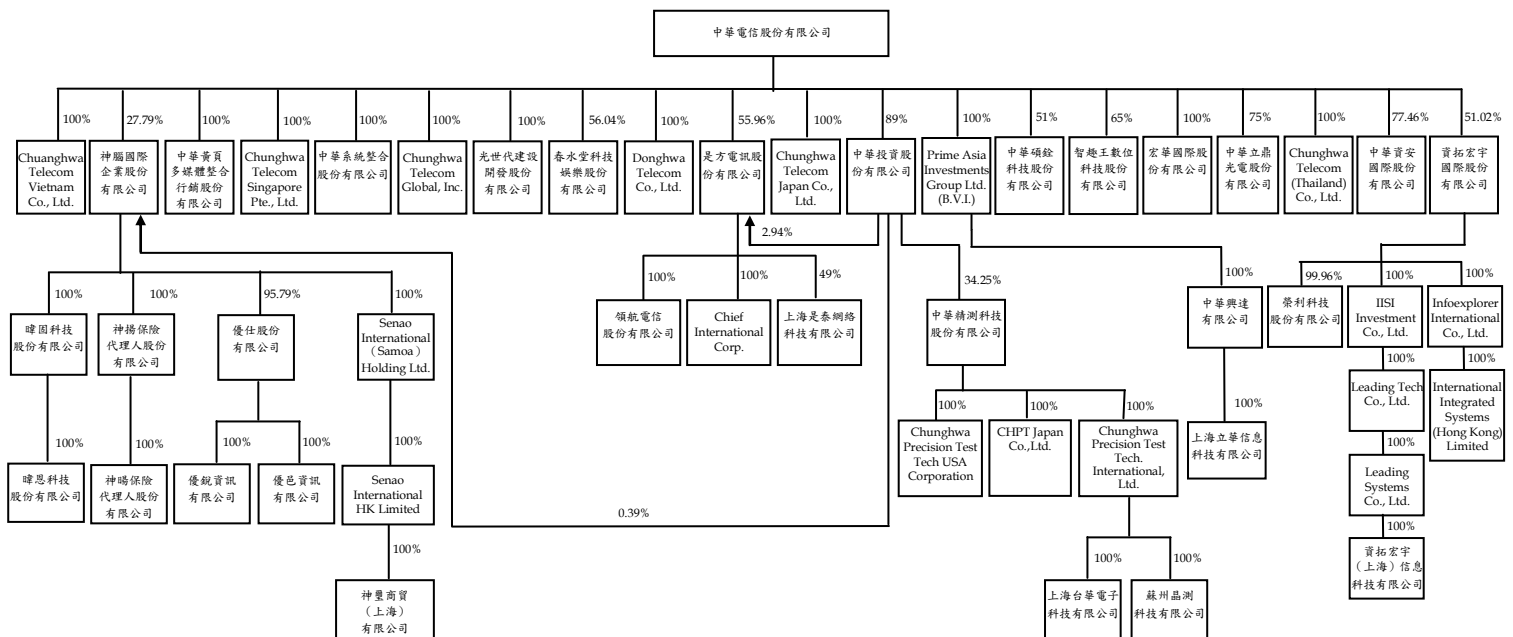 中華電信股份有限公司
100%
27.79%
100%
100%
100%
100%
100%
56.04%
100%
55.96%
100%
89%
100%
51%
65%
100%
75%
100%
77.46%
51.02%
Chuanghwa
Telecom
Vietnam
Co., Ltd.
神腦國際
企業股份
有限公司
中華黃頁
多媒體整合
行銷股份
有限公司
Chunghwa
Telecom
Singapore
Pte., Ltd.
中華系統整合
股份有限公司
Chunghwa
Telecom
Global, Inc.
光世代建設
開發股份
有限公司
春水堂科技
娛樂股份
有限公司
Donghwa
Telecom
Co., Ltd.
是方電訊股
份有限公司
Chunghwa
Telecom
Japan Co.,
Ltd.
中華投資股
份有限公司
Prime Asia
Investments
Group Ltd.
(B.V.I.)
中華碩銓
科技股份
有限公司
智趣王數位
科技股份
有限公司
宏華國際股
份有限公司
中華立鼎
光電股份
有限公司
Chunghwa
Telecom
(Thailand)
Co., Ltd.
中華資安
國際股份
有限公司
資拓宏宇
國際股份
有限公司
2.94%
100%
100%
95.79%
100%
100%
100%
49%
34.25%
100%
99.96%
100%
100%
暐固科技
股份有限公司
神揚保險
代理人股份
有限公司
優仕股份
有限公司
Senao
International
（Samoa）
Holding Ltd.
領航電信
股份有限公司
Chief
International
Corp.
上海是泰網絡
科技有限公司
中華精測科技
股份有限公司
中華興達
有限公司
榮利科技
股份有限公司
IISI
Investment
Co., Ltd.
Infoexplorer
International
Co., Ltd.
100%
100%
100%
100%
100%
100%
100%
100%
100%
100%
100%
暐恩科技
股份有限公司
神暘保險
代理人股份
有限公司
優銳資訊
有限公司
優邑資訊
有限公司
Senao
International
HK Limited
Chunghwa
Precision Test
Tech USA
Corporation
CHPT Japan
Co.,Ltd.
Chunghwa
Precision Test
Tech.
International,
Ltd.
上海立華信息
科技有限公司
Leading Tech
Co., Ltd.
International
Integrated
Systems
(Hong Kong)
Limited
100%
Leading
Systems
Co., Ltd.
0.39%
100%
100%
100%
100%
神璽商貿
（上海）
有限公司
上海台華電子
科技有限公司
蘇州晶測
科技有限公司
資拓宏宇
（上海）信息
科技有限公司